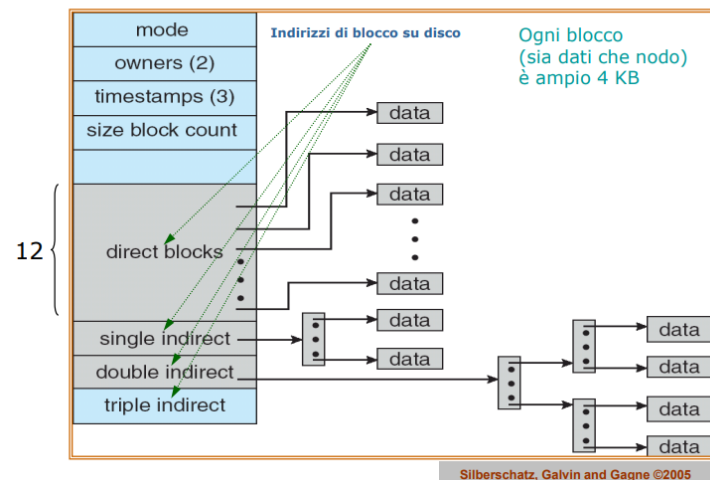 mode
owners (2)
timestamps (3)
size block count
12
direct blocks
single indirect
double indirect
triple indirect
Indirizzi di blocco su disco
Ogni blocco
(sia dati che nodo)
è ampio 4 KB
data
data
data
data
data
data
data
data
data
data
Silberschatz, Galvin and Gagne ©2005